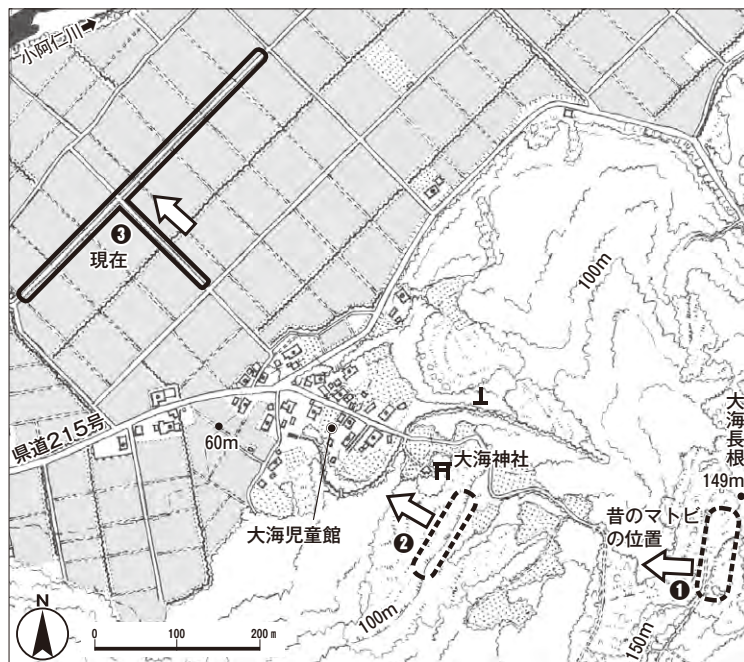 小阿仁川
❸
現在
100m
県道215号
60m
大海神社
大海児童館
大海長根
149m
昔のマトビ
の位置
❷
❶
100m
150m
N
0 100 200 m